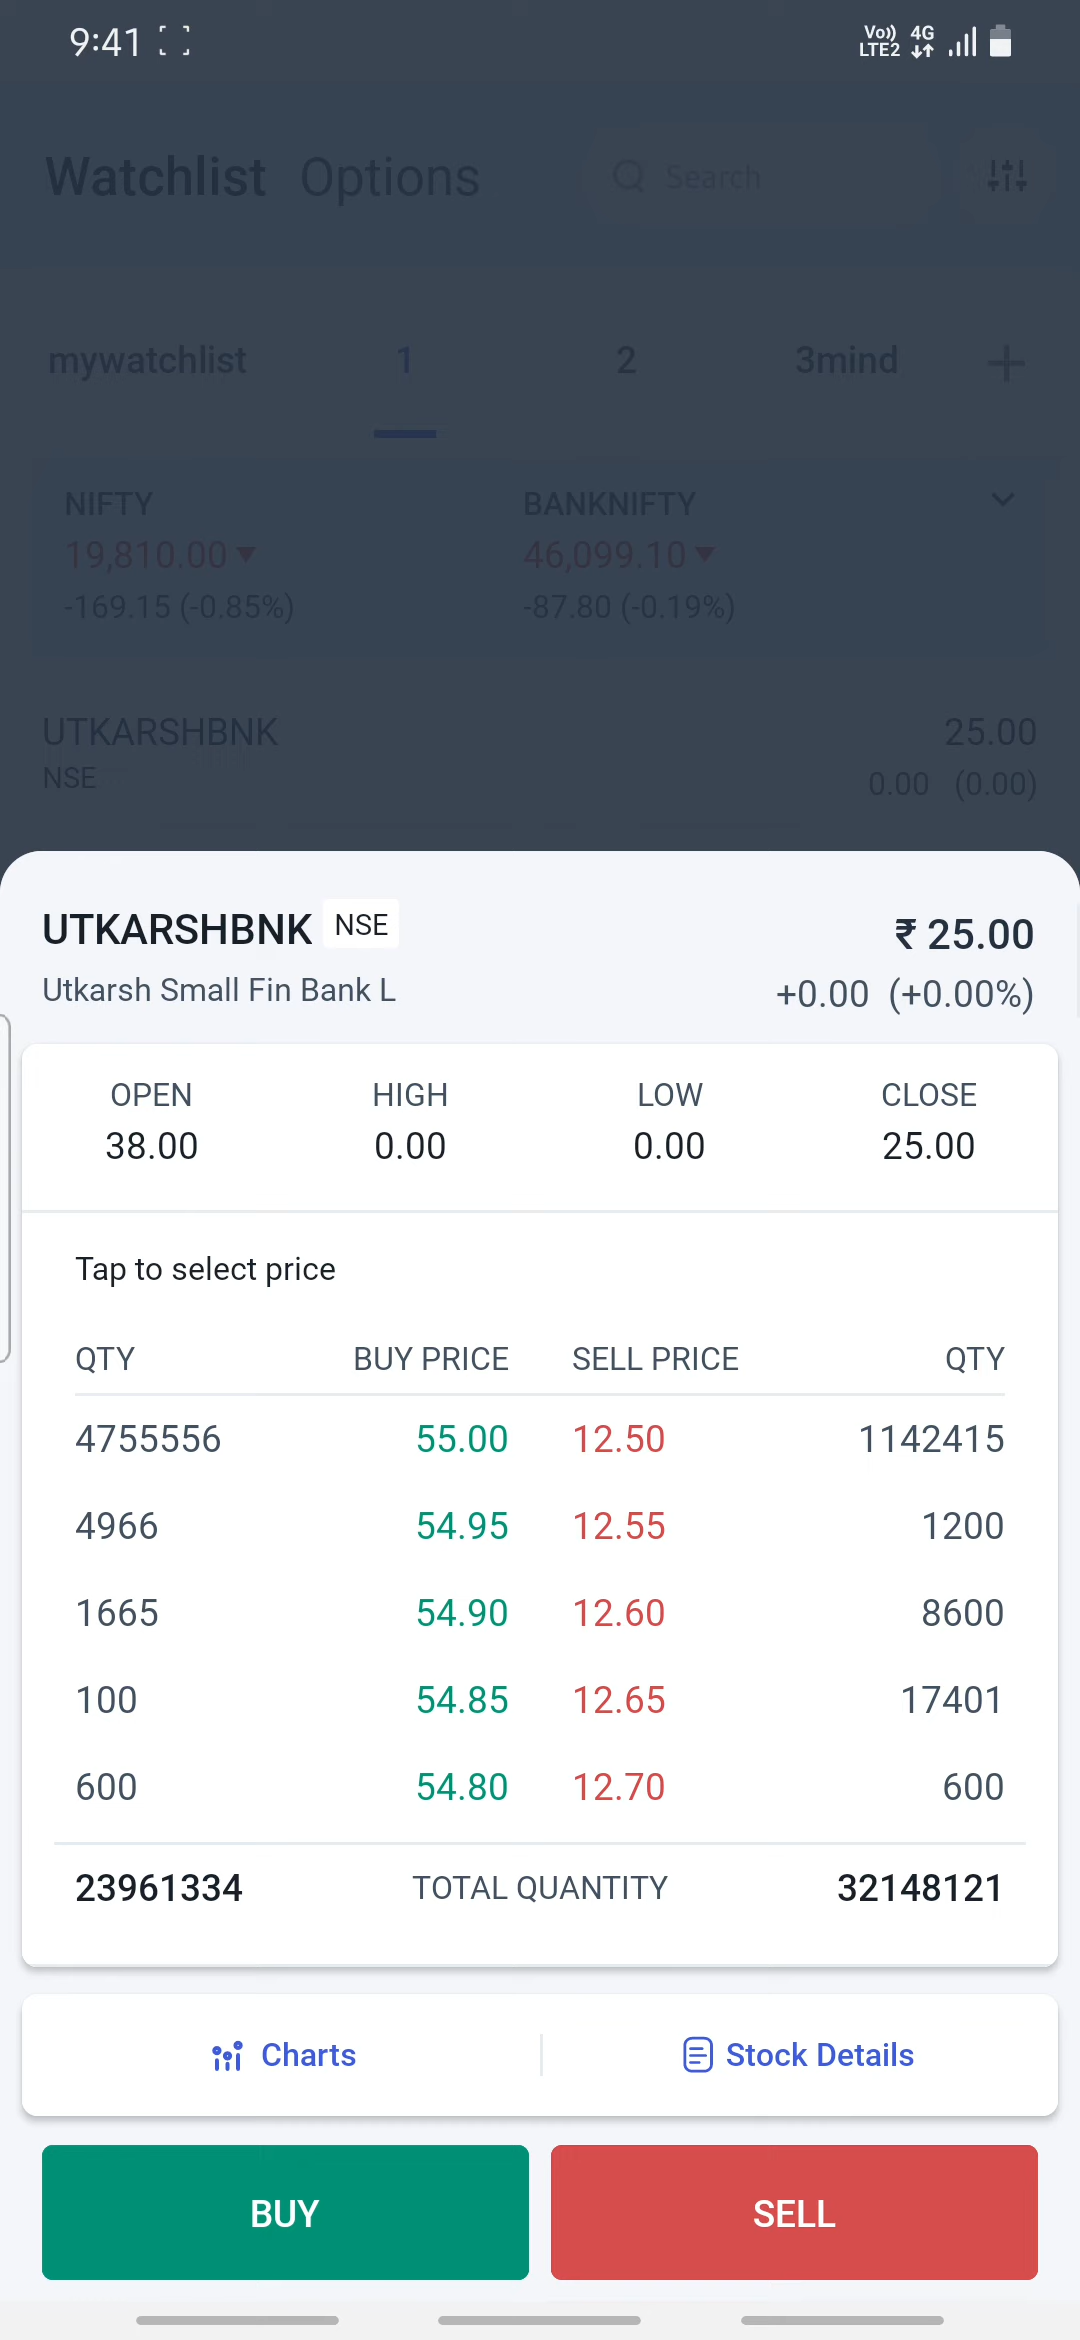 9:41
Vo)) 4G
LTE2
Watchlist Options Search
mywatchlist 1 2 3mind
NIFTY BANKNIFTY
19,810.00 46,099.10
-169.15 (-0.85%) -87.80 (-0.19%)
UTKARSHBNK 25.00
NSE 0.00 (0.00)
UTKARSHBNK NSE ₹ 25.00
Utkarsh Small Fin Bank L +0.00 (+0.00%)
OPEN HIGH LOW CLOSE
38.00 0.00 0.00 25.00
Tap to select price
QTY BUY PRICE SELL PRICE QTY
4755556 55.00 12.50 1142415
4966 54.95 12.55 1200
1665 54.90 12.60 8600
100 54.85 12.65 17401
600 54.80 12.70 600
23961334 TOTAL QUANTITY 32148121
Charts Stock Details
BUY SELL